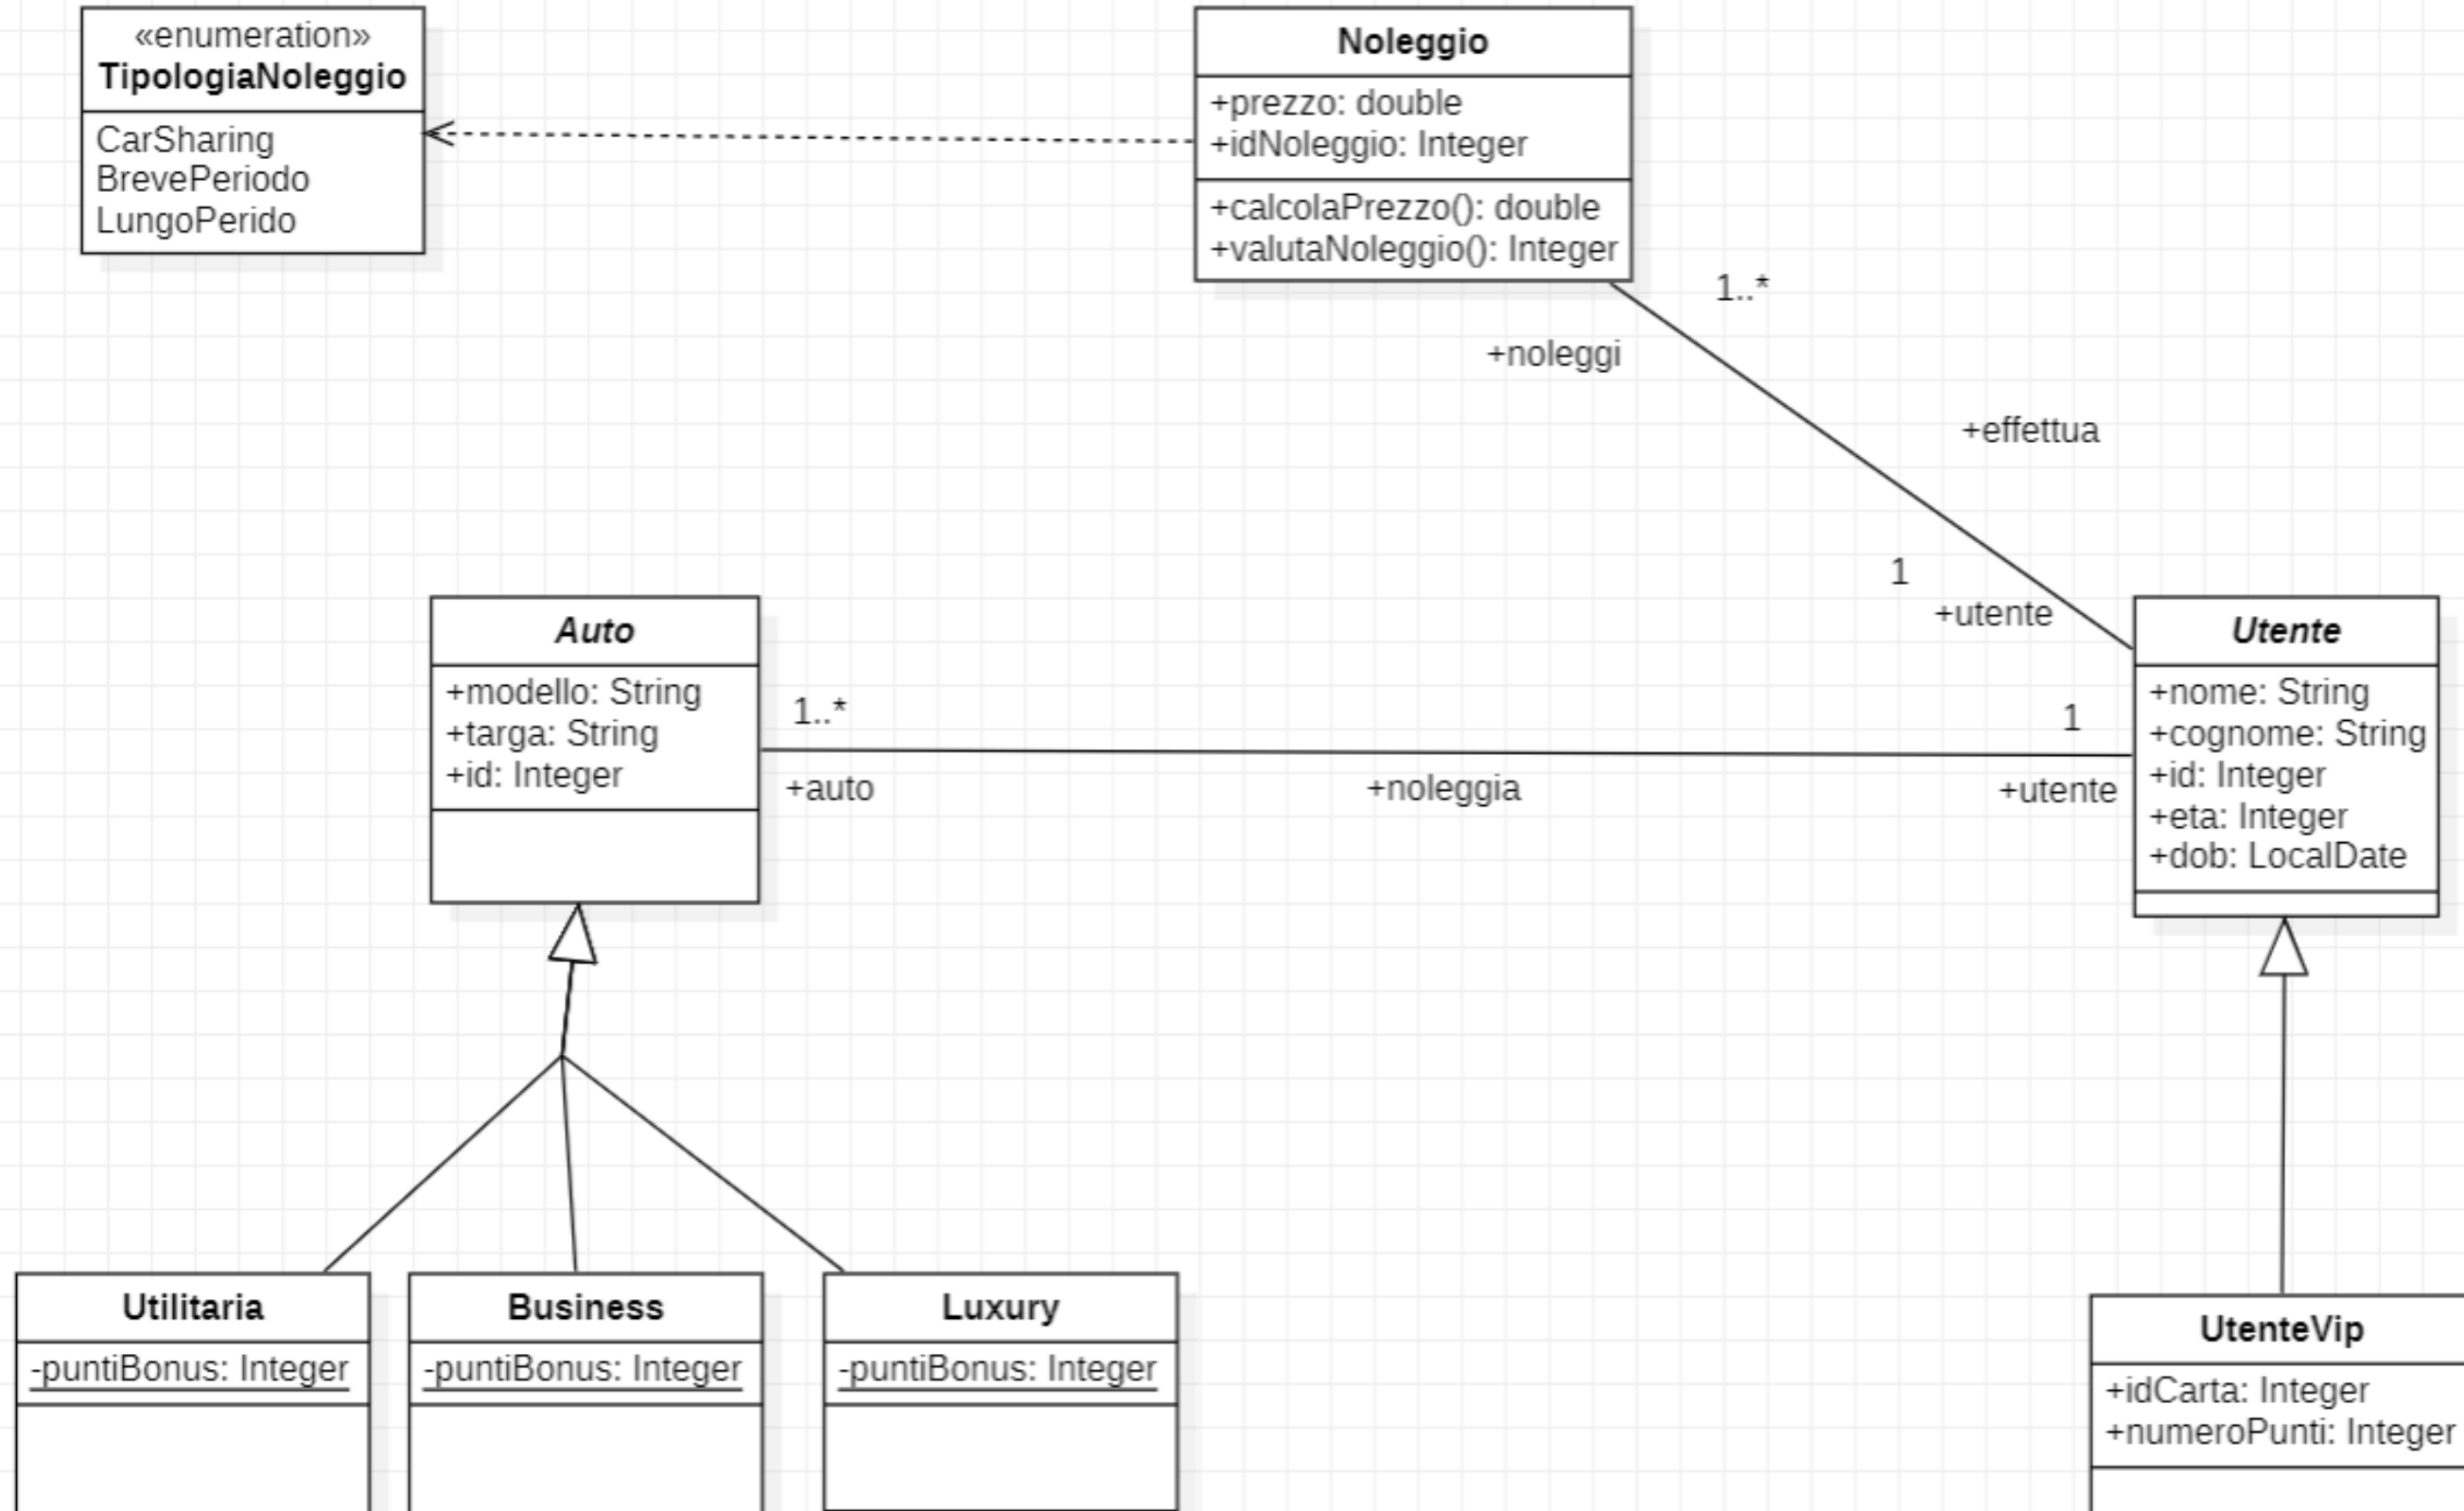 «enumeration»
TipologiaNoleggio
CarSharing
BrevePeriodo
LungoPerido
Noleggio
+prezzo: double
+idNoleggio: Integer
+calcolaPrezzo(): double
+valutaNoleggio(): Integer
1..*
+noleggi
+effettua
1
+utente
Auto
+modello: String
+targa: String
+id: Integer
1..*
+auto
+noleggia
1
+utente
Utente
+nome: String
+cognome: String
+id: Integer
+eta: Integer
+dob: LocalDate
Utilitaria
-puntiBonus: Integer
Business
-puntiBonus: Integer
Luxury
-puntiBonus: Integer
UtenteVip
+idCarta: Integer
+numeroPunti: Integer